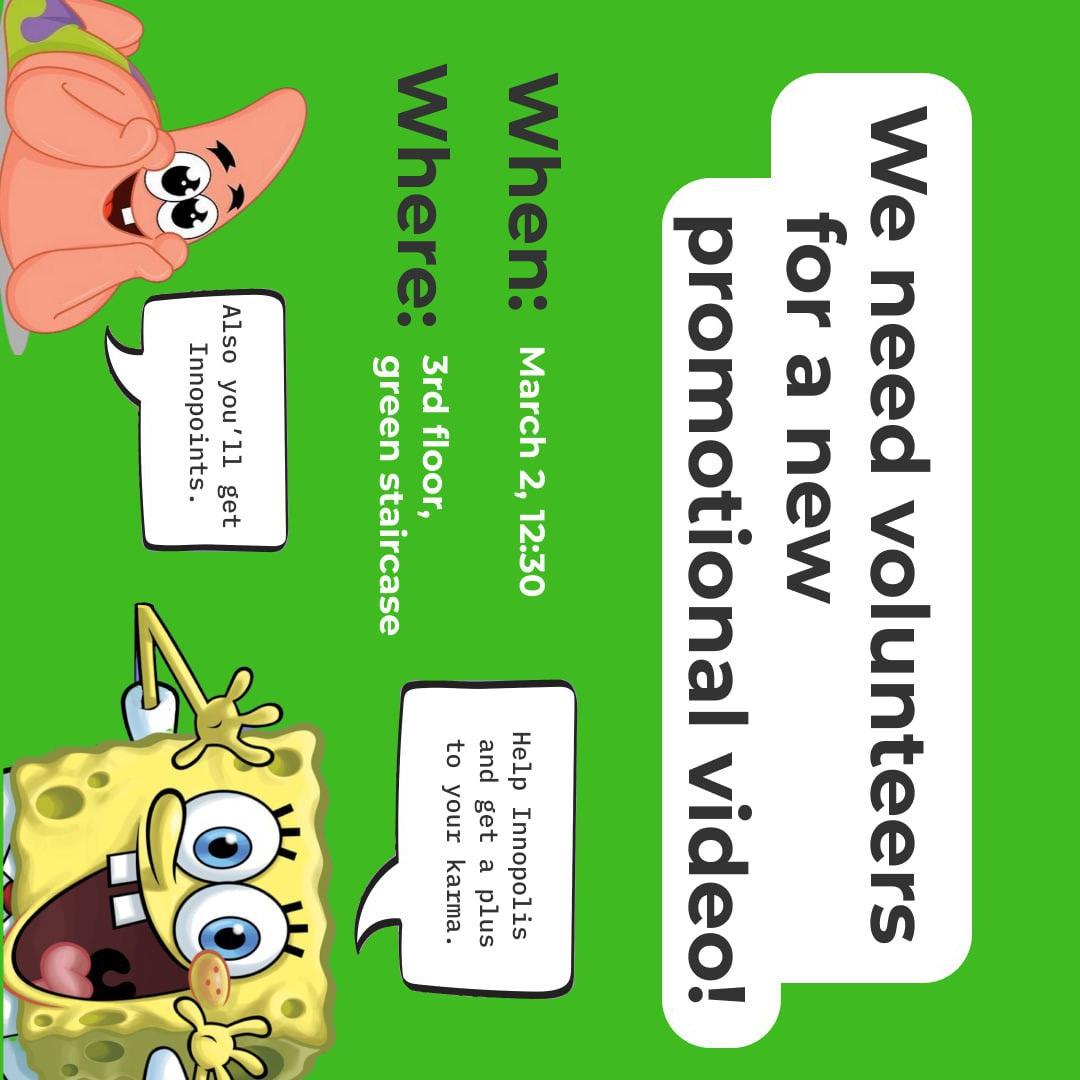 We need volunteers
for a new
promotional video!
When: March 2, 12:30
Where: 3rd floor,
green staircase
Help Innopolis
and get a plus
to your karma.
Also you'll get
Innopoints.